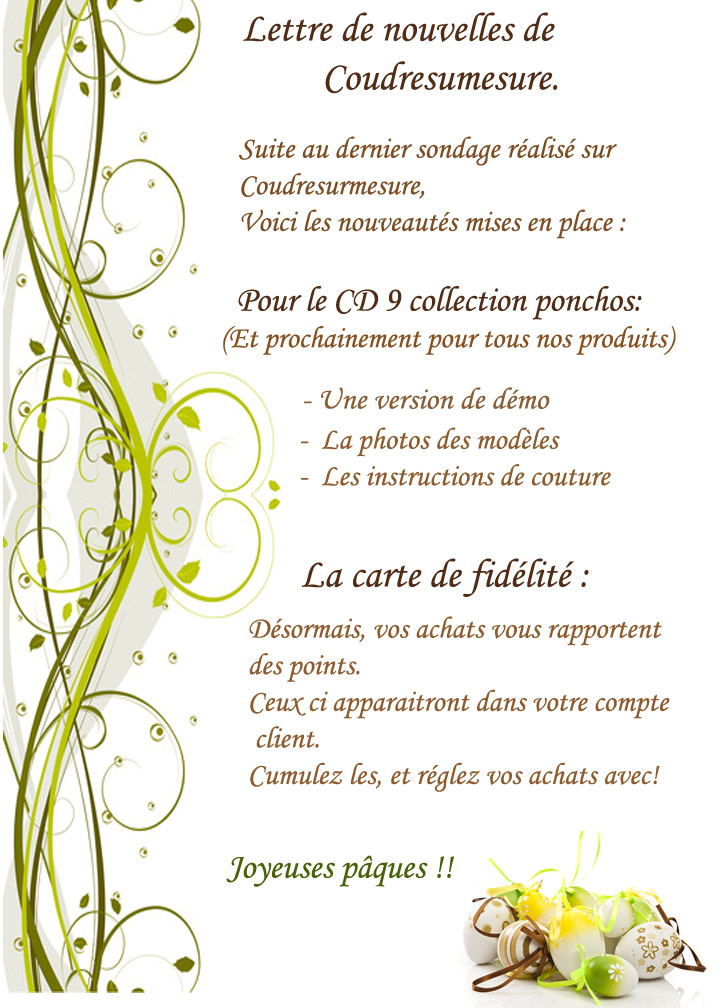 Lettre de nouvelles de
Coudresumesure.
Suite au dernier sondage réalisé sur
Coudresurmesure,
Voici les nouveautés mises en place :
Pour le CD 9 collection ponchos:
(Et prochainement pour tous nos produits)
- Une version de démo
- La photos des modèles
- Les instructions de couture
La carte de fidélité :
Désormais, vos achats vous rapportent
des points.
Ceux ci apparaitront dans votre compte
client.
Cumulez les, et réglez vos achats avec!
Joyeuses pâques !!